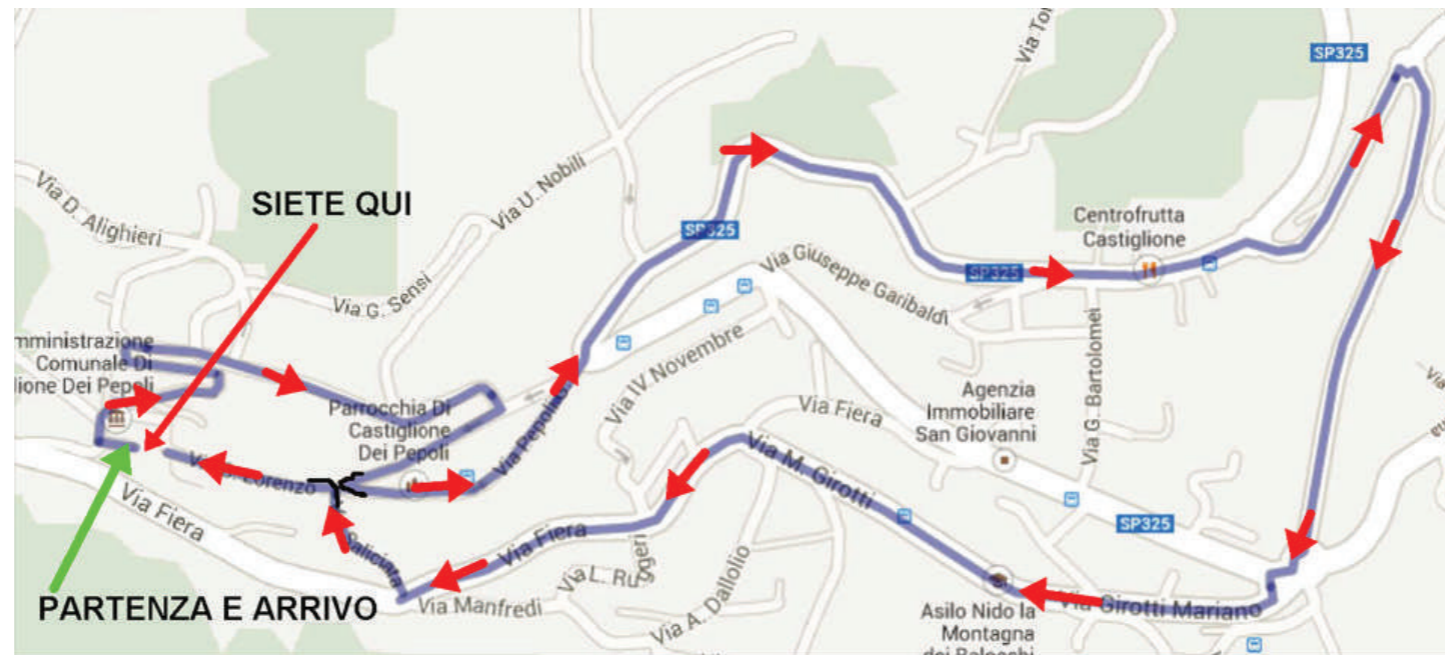 SP325
Via U. Nobili
Via D. Alighieri
SIETE QUI
Centrofrutta
Castiglione
SP325
Via Giuseppe Garibaldi
SP325
Via G. Sensi
mministrazione
Comunale Di
lione Dei Pepoli
Via IV Novembre
Via G. Bartolomei
Agenzia
Immobiliare
San Giovanni
Parrocchia Di
Castiglione
Dei Pepoli
Via Pepoli G.
Via Fiera
Via M. Girotti
Lorenzo
Via Fiera
SP325
Via Fiera
Salicata
Via L. Ruggeri
Via A. Dallolio
PARTENZA E ARRIVO
Via Manfredi
Via Girotti Mariano
Asilo Nido la
Montagna